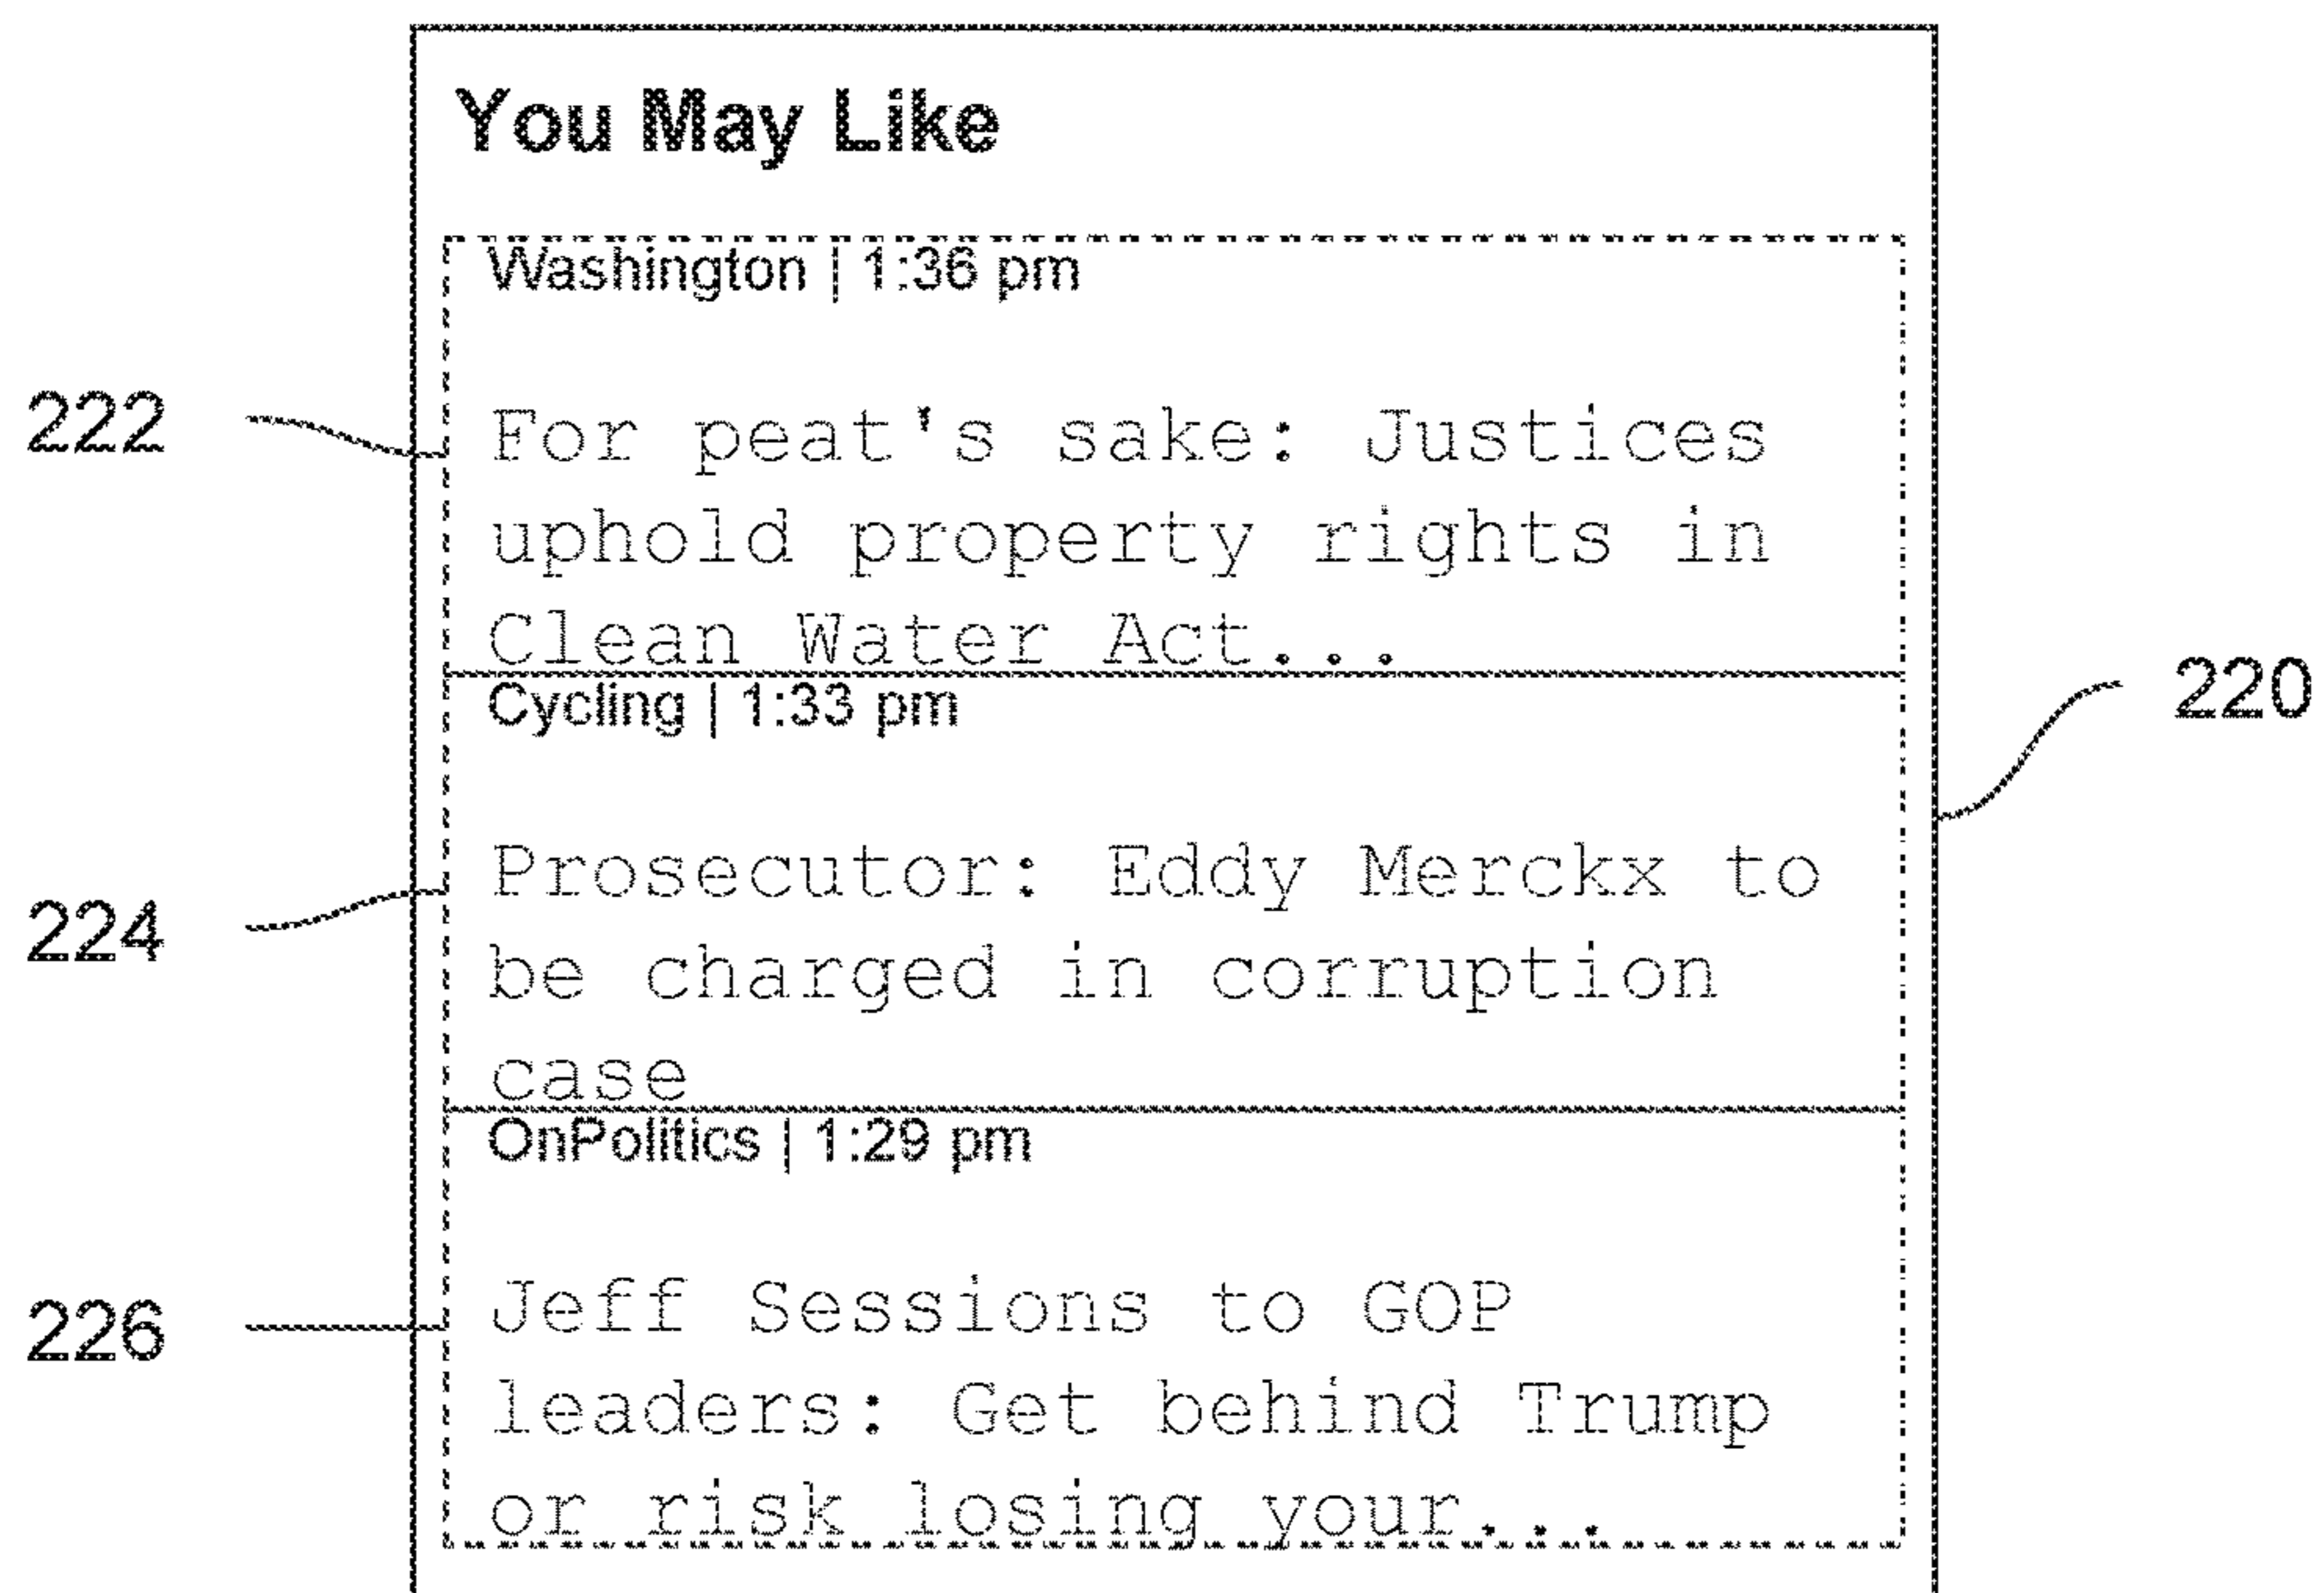 You May Like
Washington | 1:36 pm
222
For peat's sake: Justices
uphold property rights in
Clean Water Act...
220
Cycling | 1:33 pm
224
Prosecutor: Eddy Merckx to
be charged in corruption
case
OnPolitics | 1:29 pm
226
Jeff Sessions to GOP
leaders: Get behind Trump
or risk losing your...